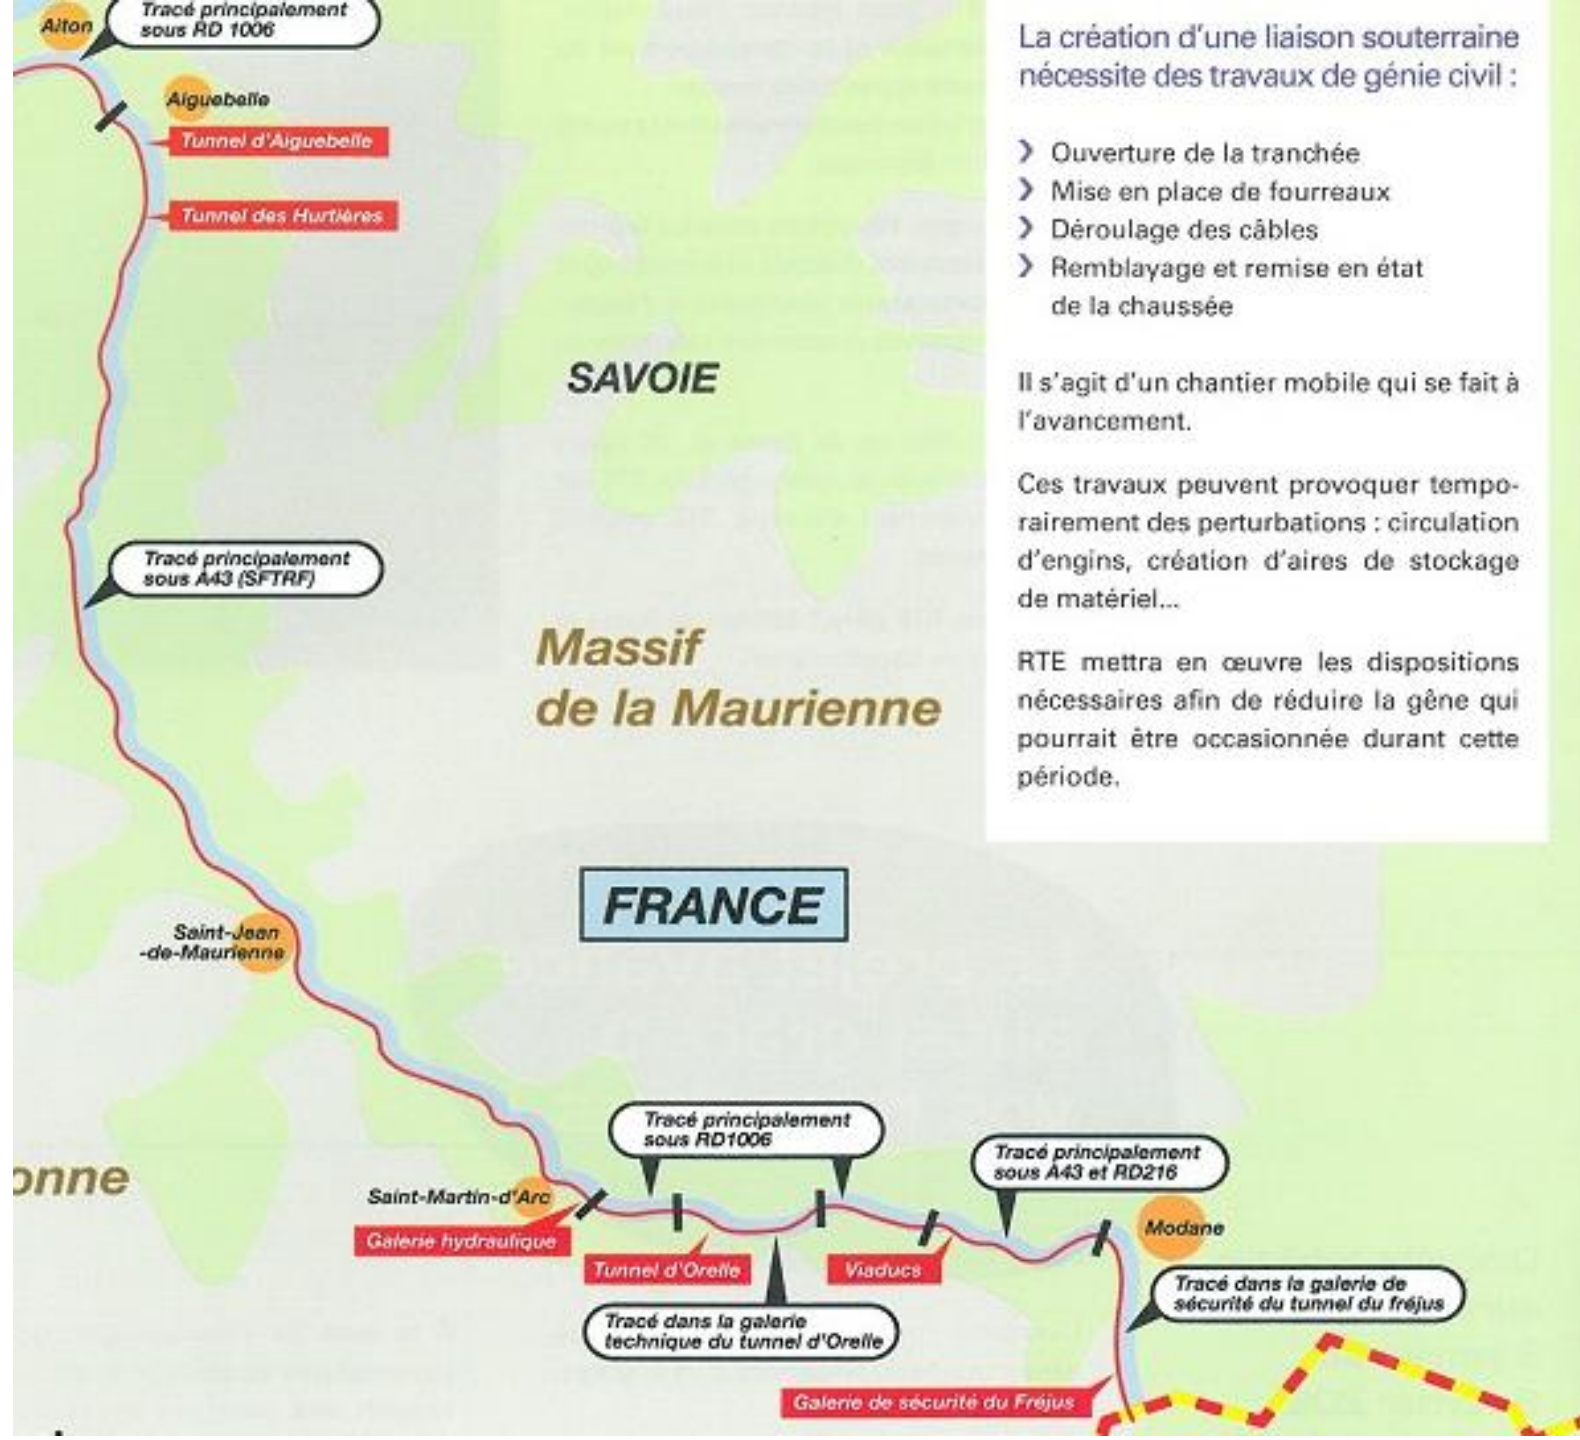 Tracé principalement
sous RD 1006
Aiton
Aiguebelle
Tunnel d'Aiguebelle
Tunnel des Hurtières
La création d'une liaison souterraine
nécessite des travaux de génie civil :
❯ Ouverture de la tranchée
❯ Mise en place de fourreaux
❯ Déroulage des câbles
❯ Remblayage et remise en état
de la chaussée
Il s'agit d'un chantier mobile qui se fait à
l'avancement.
Ces travaux peuvent provoquer tempo-
rairement des perturbations : circulation
d'engins, création d'aires de stockage
de matériel...
RTE mettra en œuvre les dispositions
nécessaires afin de réduire la gêne qui
pourrait être occasionnée durant cette
période.
SAVOIE
Tracé principalement
sous A43 (SFTRF)
Massif
de la Maurienne
FRANCE
Saint-Jean
-de-Maurienne
Tracé principalement
sous RD1006
Tracé principalement
sous A43 et RD216
onne
Saint-Martin-d'Arc
Galerie hydraulique
Modane
Tunnel d'Orelle
Viaducs
Tracé dans la galerie de
sécurité du tunnel du fréjus
Tracé dans la galerie
technique du tunnel d'Orelle
Galerie de sécurité du Fréjus